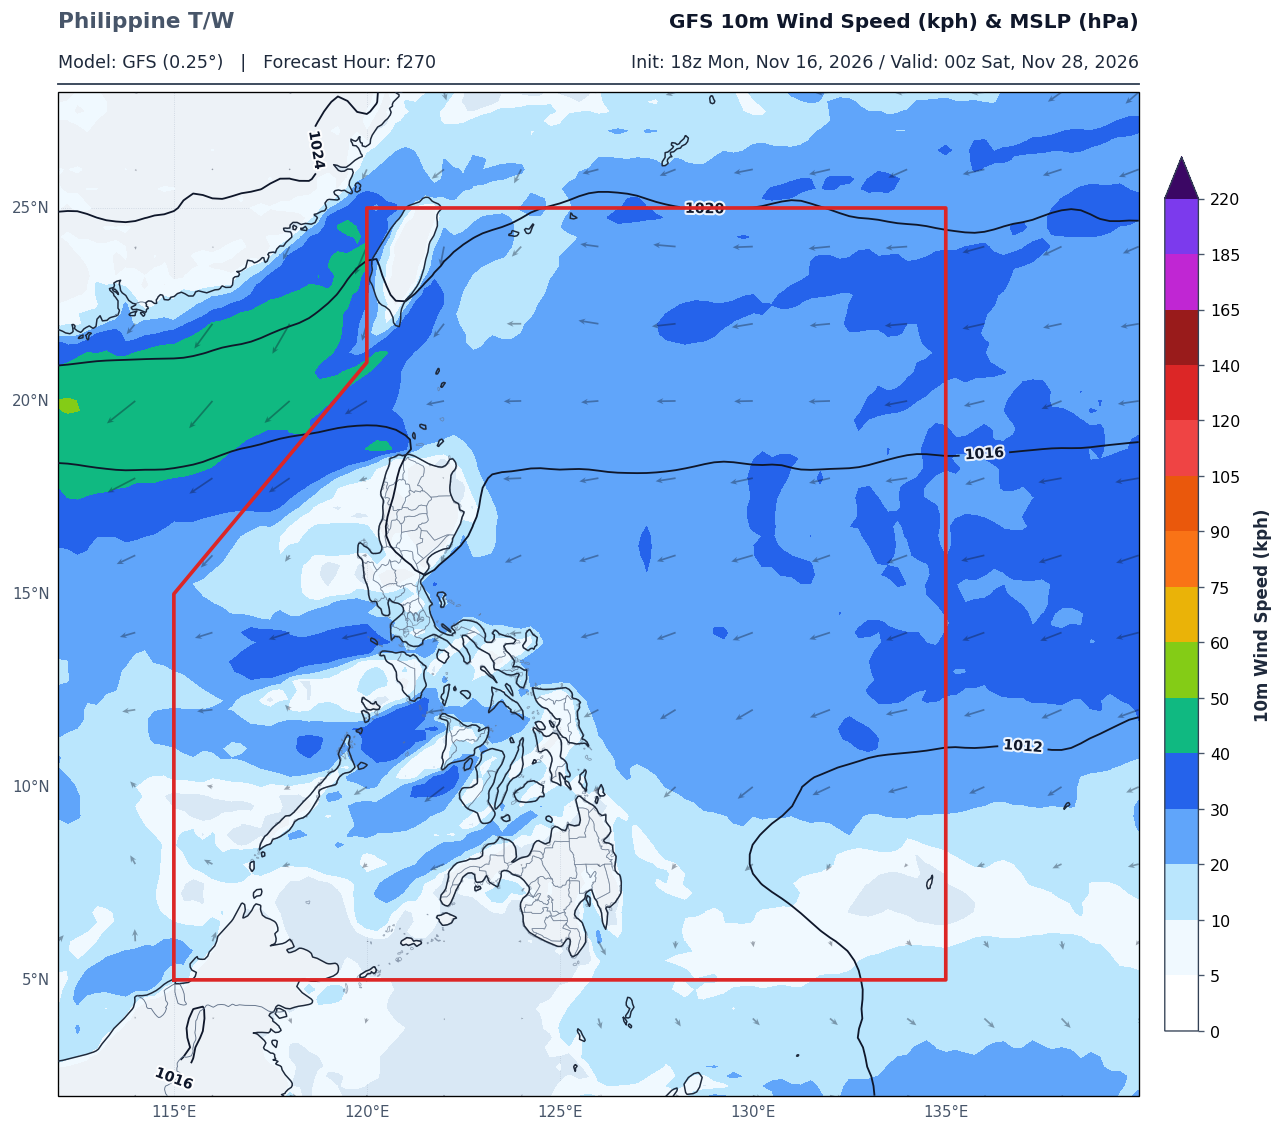 Philippine T/W
GFS 10m Wind Speed (kph) & MSLP (hPa)
Model: GFS (0.25°) | Forecast Hour: f270
Init: 18z Mon, Nov 16, 2026 / Valid: 00z Sat, Nov 28, 2026
1024
1020
1016
1012
1016
25°N
20°N
15°N
10°N
5°N
115°E
120°E
125°E
130°E
135°E
220
185
165
140
120
105
90
75
60
50
40
30
20
10
5
0
10m Wind Speed (kph)